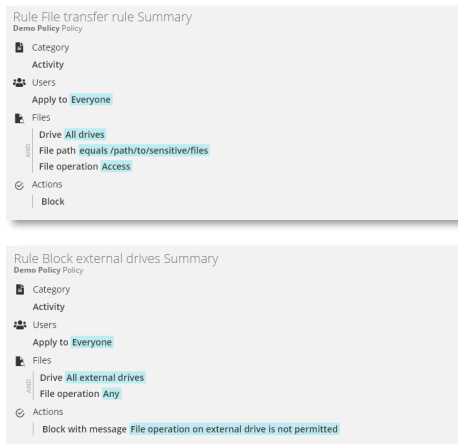 Rule File transfer rule Summary
Demo Policy Policy
Category
Activity
Users
Apply to Everyone
Files
AND
Drive All drives
File path equals /path/to/sensitive/files
File operation Access
Actions
Block
Rule Block external drives Summary
Demo Policy Policy
Category
Activity
Users
Apply to Everyone
Files
AND
Drive All external drives
File operation Any
Actions
Block with message File operation on external drive is not permitted